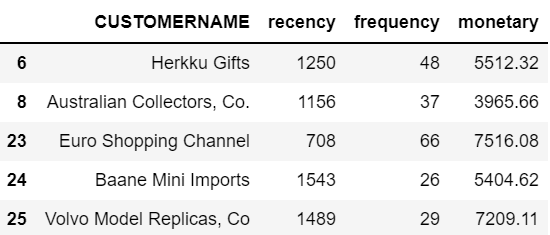 CUSTOMERNAME recency frequency monetary
6 Herkku Gifts 1250 48 5512.32
8 Australian Collectors, Co. 1156 37 3965.66
23 Euro Shopping Channel 708 66 7516.08
24 Baane Mini Imports 1543 26 5404.62
25 Volvo Model Replicas, Co 1489 29 7209.11